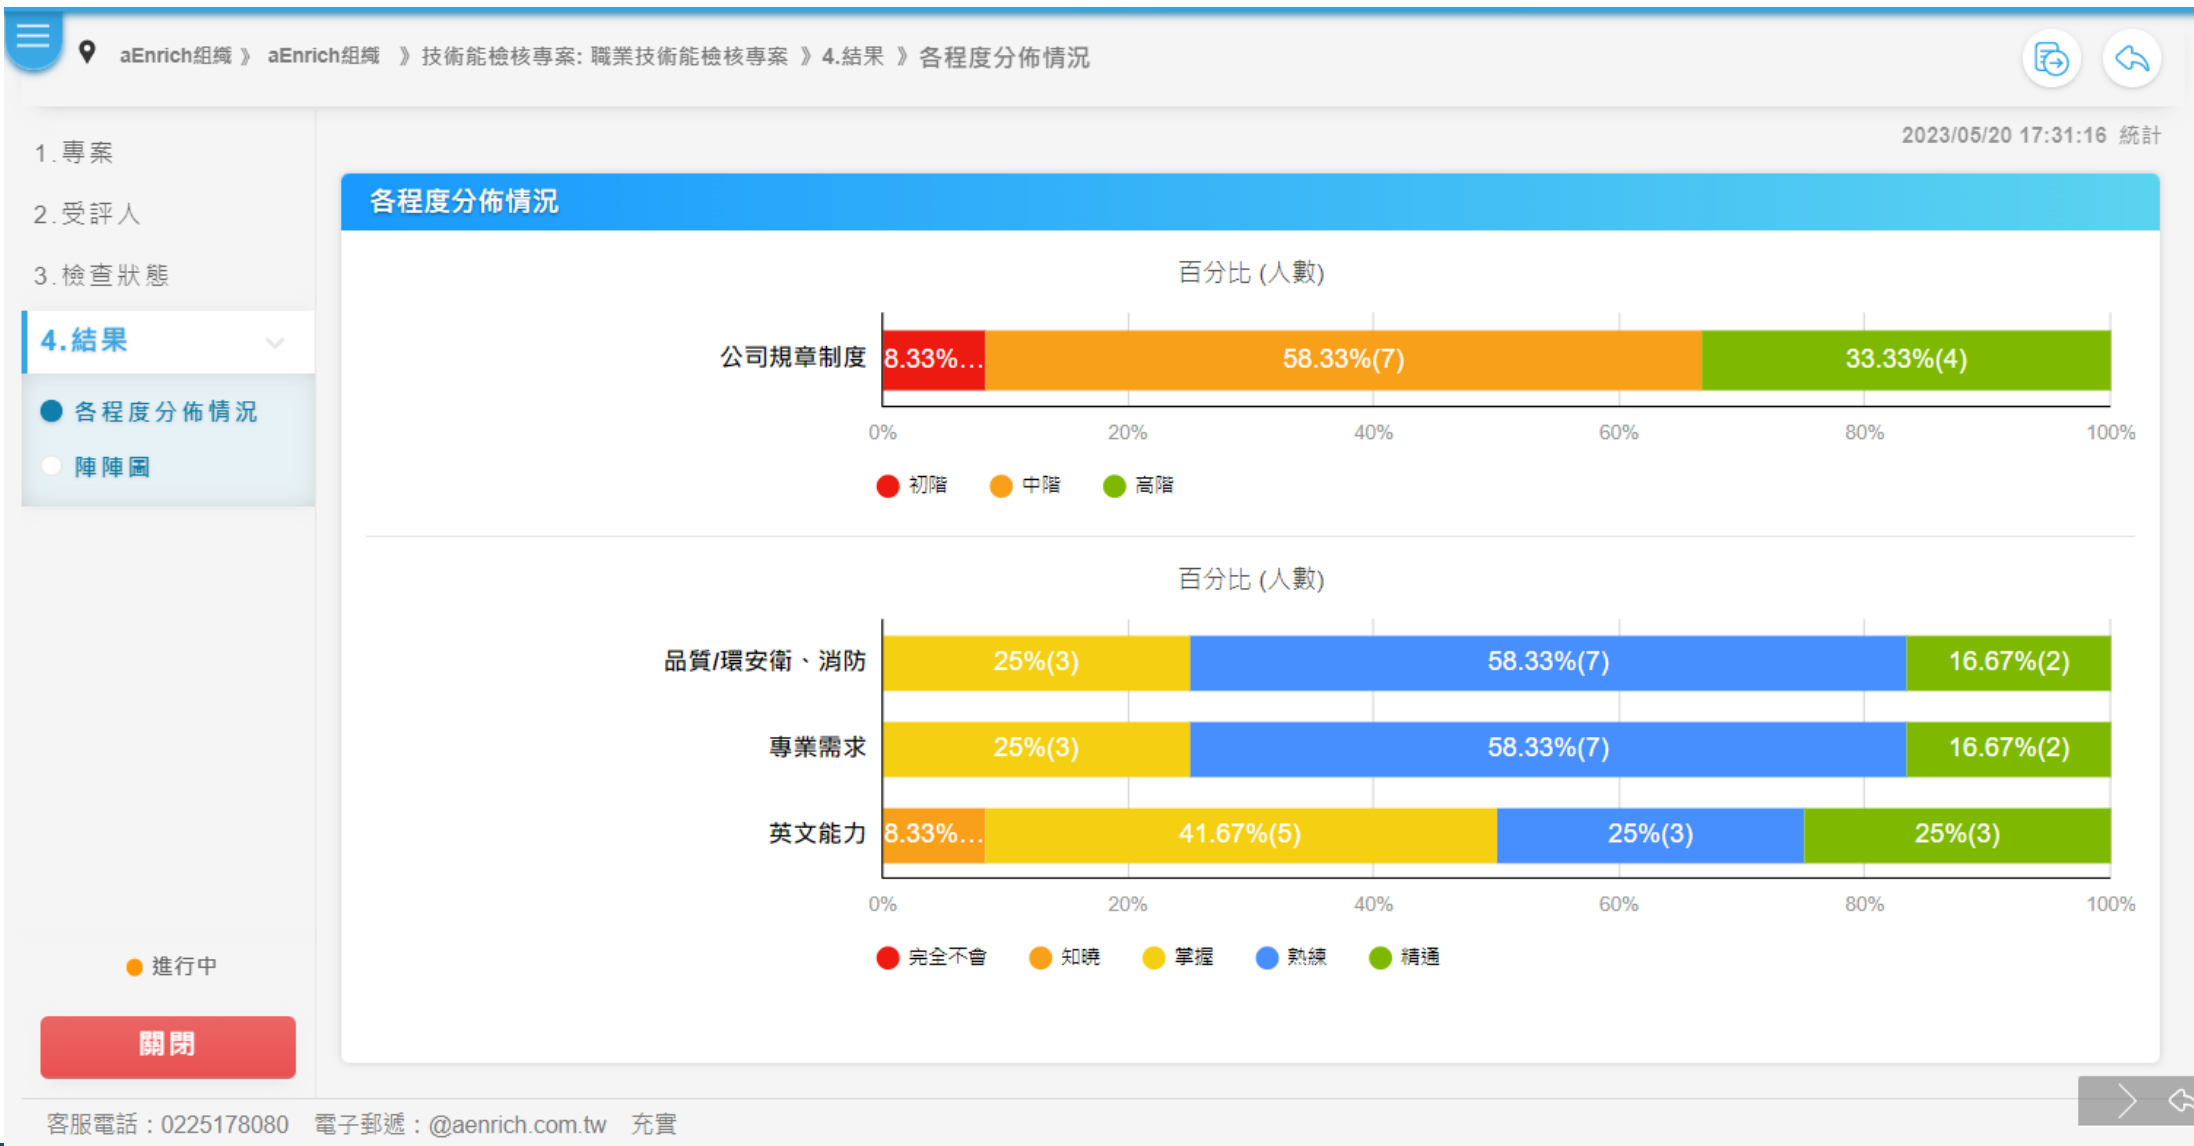 aEnrich組織 》 aEnrich組織 》技術能檢核專案: 職業技術能檢核專案 》4.結果 》各程度分佈情況
2023/05/20 17:31:16 統計
1.專案
2.受評人
3.檢查狀態
4.結果
各程度分佈情況
陣陣圖
進行中
關閉
各程度分佈情況
百分比 (人數)
公司規章制度 8.33%... 58.33%(7) 33.33%(4)
0% 20% 40% 60% 80% 100%
初階 中階 高階
百分比 (人數)
品質/環安衛、消防 25%(3) 58.33%(7) 16.67%(2)
專業需求 25%(3) 58.33%(7) 16.67%(2)
英文能力 8.33%... 41.67%(5) 25%(3) 25%(3)
0% 20% 40% 60% 80% 100%
完全不會 知曉 掌握 熟練 精通
客服電話：0225178080 電子郵遞：@aenrich.com.tw 充實